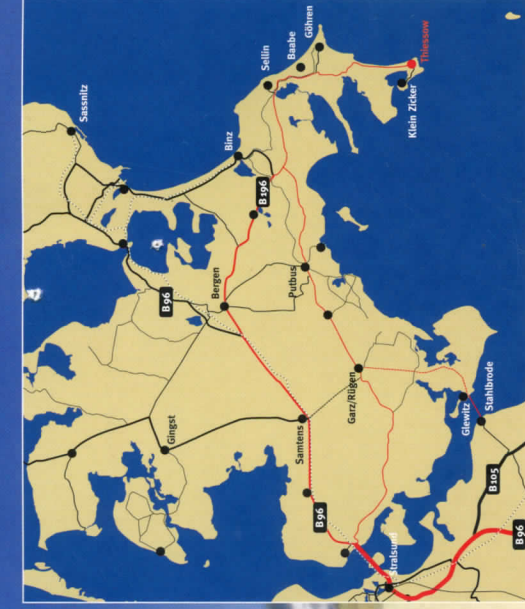 Göhren
Baabe
Sellin
Thiessow
Klein Zicker
Sassnitz
Binz
B196
Bergen
Putbus
B96
Garz/Rügen
Gingst
Samtens
Glewitz
Stahlbrode
B96
B105
Stralsund
B96